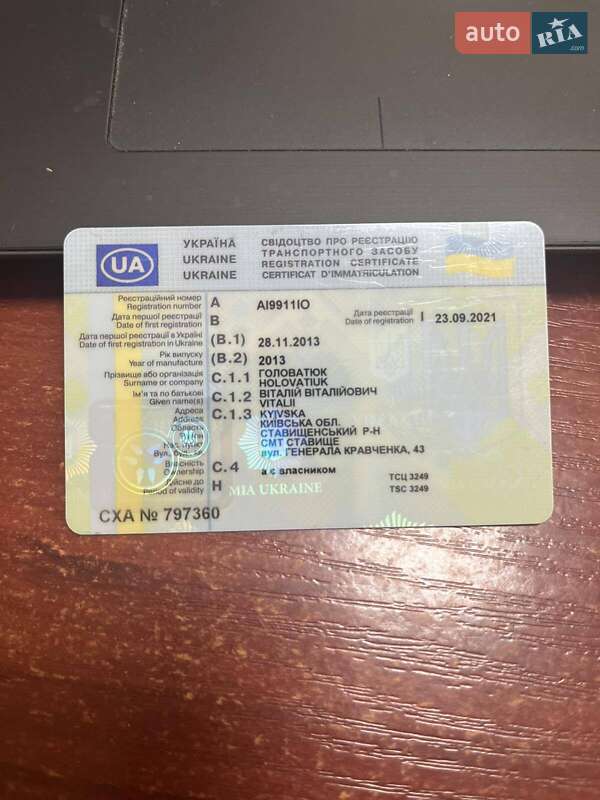 auto RIA.com
УКРАЇНА
UKRAINE
UKRAINE
СВІДОЦТВО ПРО РЕЄСТРАЦІЮ
ТРАНСПОРТНОГО ЗАСОБУ
REGISTRATION CERTIFICATE
CERTIFICAT D'IMMATRICULATION
UA
Реєстраційний номер
Registration number
A
AI9911IO
Дата першої реєстрації
Date of first registration
B
Дата реєстрації
Date of registration
I
23.09.2021
Дата першої реєстрації в Україні
Date of first registration in Ukraine
(B.1)
28.11.2013
Рік випуску
Year of manufacture
(B.2)
2013
Прізвище або організація
Surname or company
C.1.1
ГОЛОВАТЮК
HOLOVATIUK
Ім'я та по батькові
Given name(s)
C.1.2
ВІТАЛІЙ ВІТАЛІЙОВИЧ
VITALII
Адреса
Address
Область
C.1.3
KYIVSKA
КИЇВСЬКА ОБЛ.
СТАВИЩЕНСЬКИЙ Р-Н
СМТ СТАВИЩЕ
вул. ГЕНЕРАЛА КРАВЧЕНКА, 43
Власність
Ownership
C.4
а є власником
Дійсне до
Period of validity
H
MIA UKRAINE
ТСЦ 3249
TSC 3249
СХА № 797360